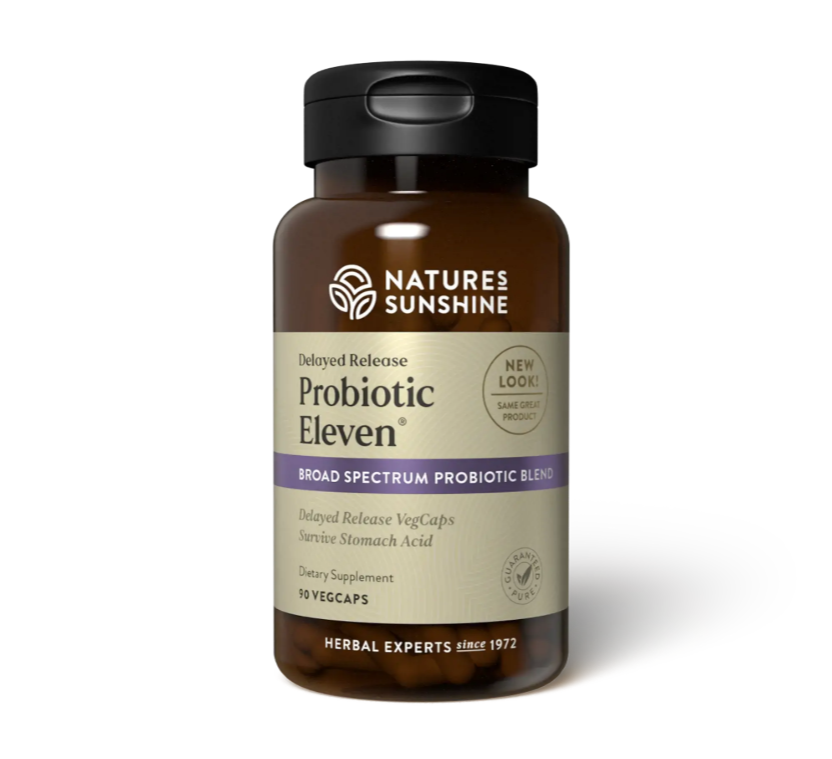 NATURES
SUNSHINE
Delayed Release
Probiotic
Eleven®
NEW
LOOK!
SAME GREAT
PRODUCT
BROAD SPECTRUM PROBIOTIC BLEND
Delayed Release VegCaps
Survive Stomach Acid
Dietary Supplement
90 VEGCAPS
GUARANTEED
PURE
HERBAL EXPERTS since 1972